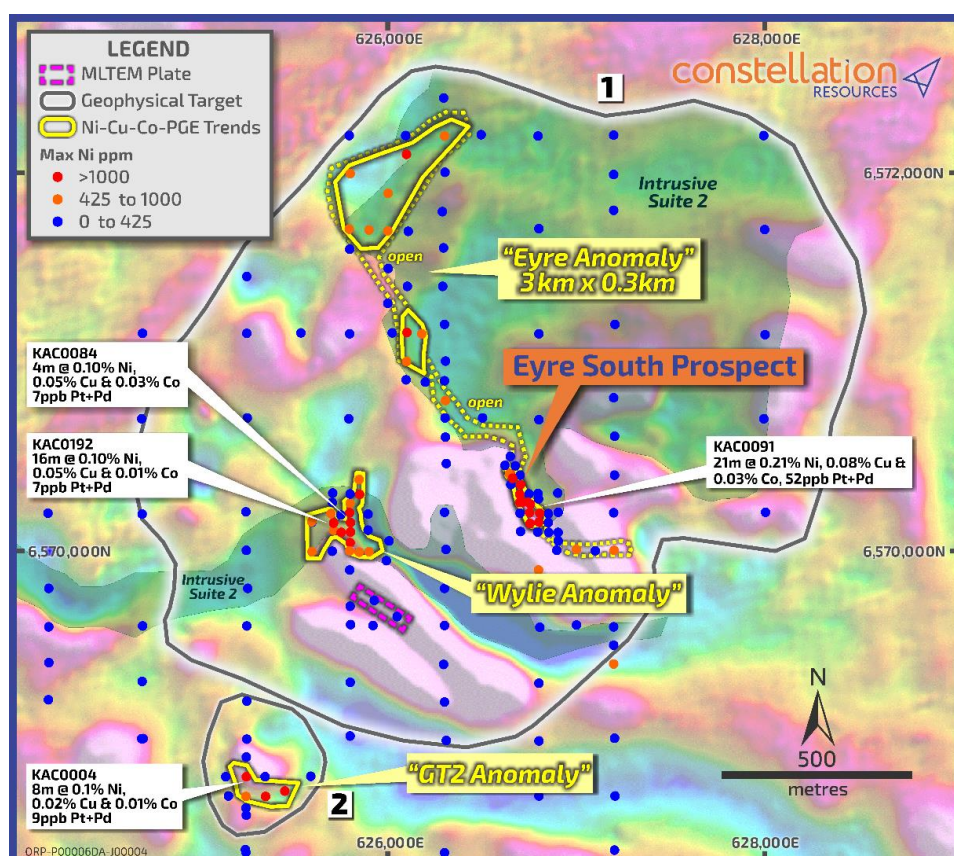 626,000E
628,000E
LEGEND
MLTEM Plate
Geophysical Target
Ni-Cu-Co-PGE Trends
Max Ni ppm
>1000
425 to 1000
0 to 425
1
constellation
RESOURCES
6,572,000N
Intrusive
Suite 2
open
"Eyre Anomaly"
3km x 0.3km
KAC0084
4m @ 0.10% Ni,
0.05% Cu & 0.03% Co
7ppb Pt+Pd
Eyre South Prospect
open
KAC0192
16m @ 0.10% Ni,
0.05% Cu & 0.01% Co
7ppb Pt+Pd
KAC0091
21m @ 0.21% Ni, 0.08% Cu &
0.03% Co, 52ppb Pt+Pd
6,570,000N
6,570,000N
Intrusive
Suite 2
"Wylie Anomaly"
N
500
metres
KAC0004
8m @ 0.1% Ni,
0.02% Cu & 0.01% Co
9ppb Pt+Pd
"GT2 Anomaly"
2
626,000E
628,000E
ORP-P00006DA-J00004